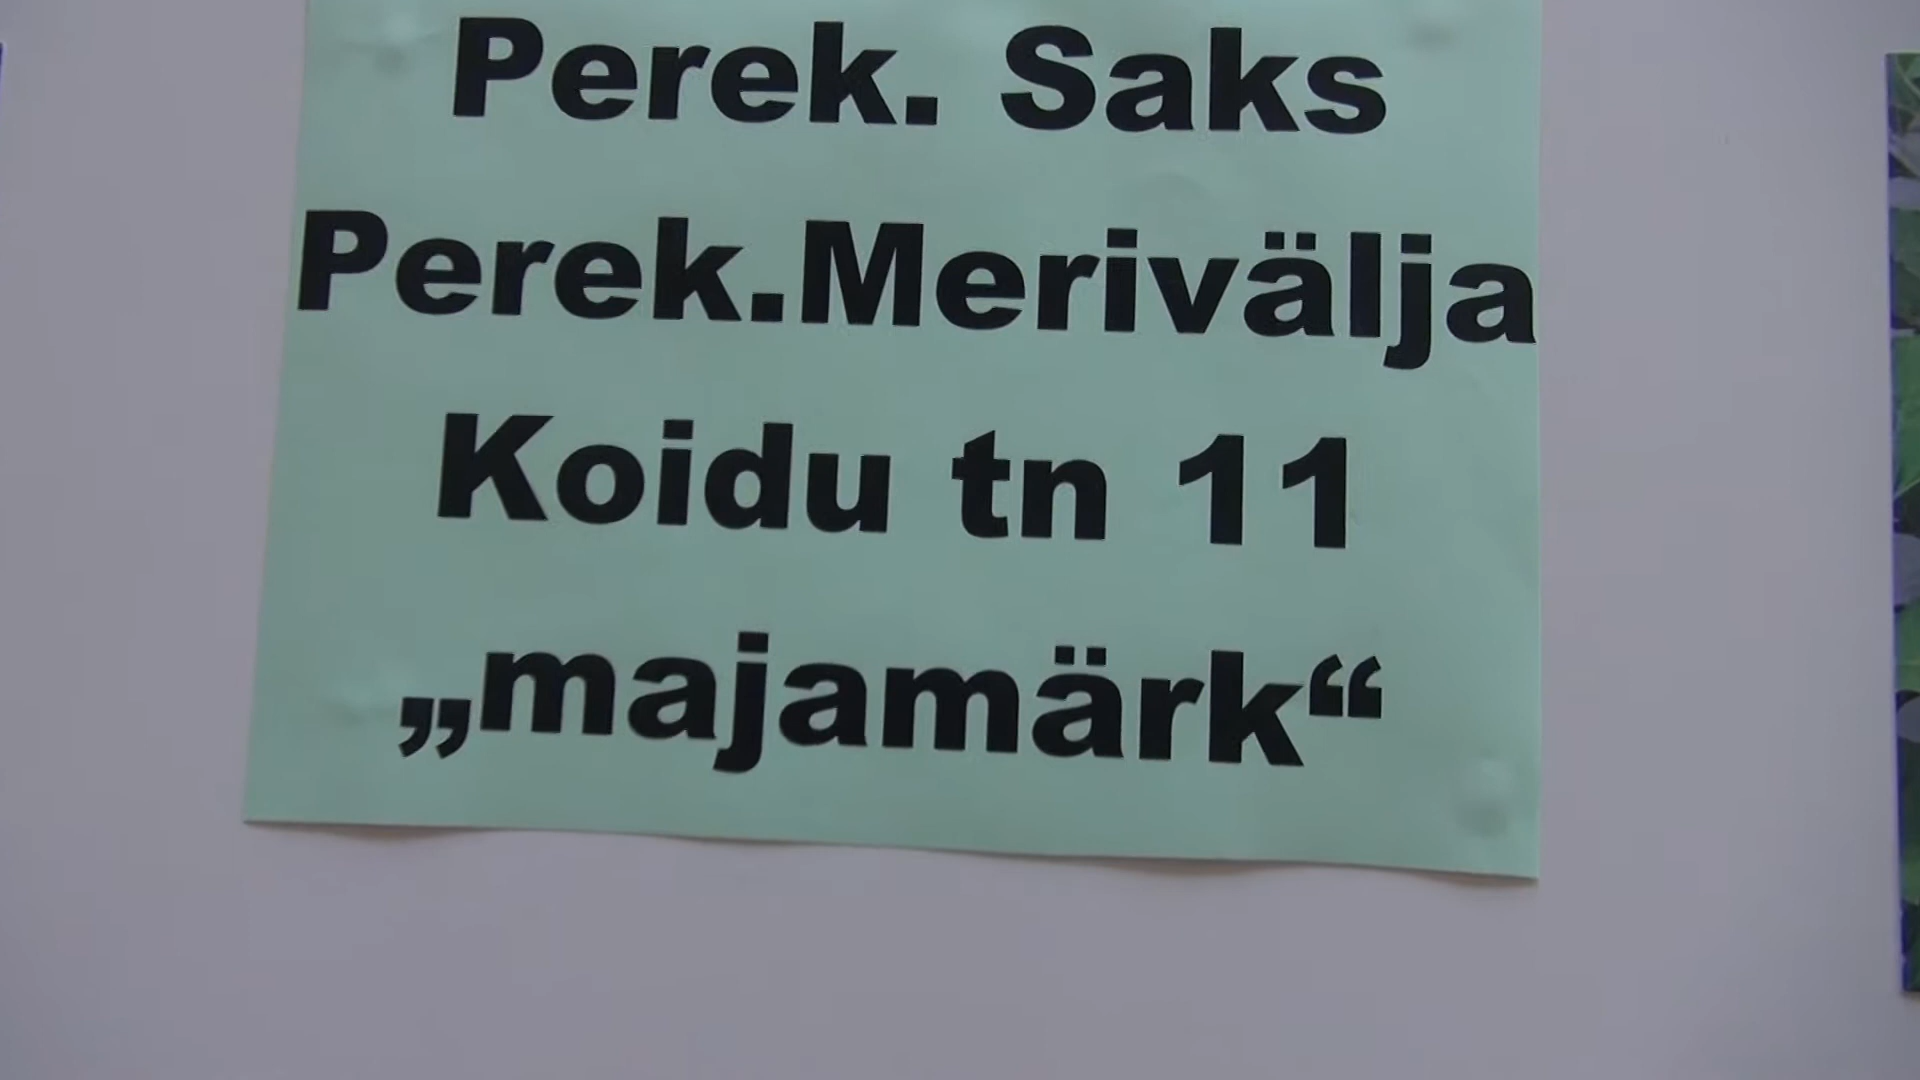 Perek. Saks
Perek.Merivälja
Koidu tn 11
„majamärk“